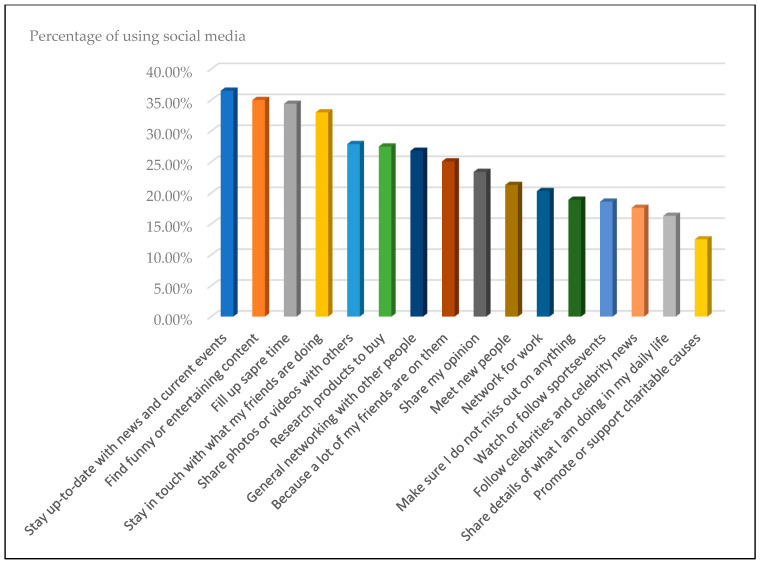 Percentage of using social media
40.00%
35.00%
30.00%
25.00%
20.00%
15.00%
10.00%
5.00%
0.00%
Stay up-to-date with news and current events
Find funny or entertaining content
Fill up sapre time
Stay in touch with what my friends are doing
Share photos or videos with others
Research products to buy
General networking with other people
Because a lot of my friends are on them
Share my opinion
Meet new people
Network for work
Make sure I do not miss out on anything
Watch or follow sportsevents
Follow celebrities and celebrity news
Share details of what I am doing in my daily life
Promote or support charitable causes